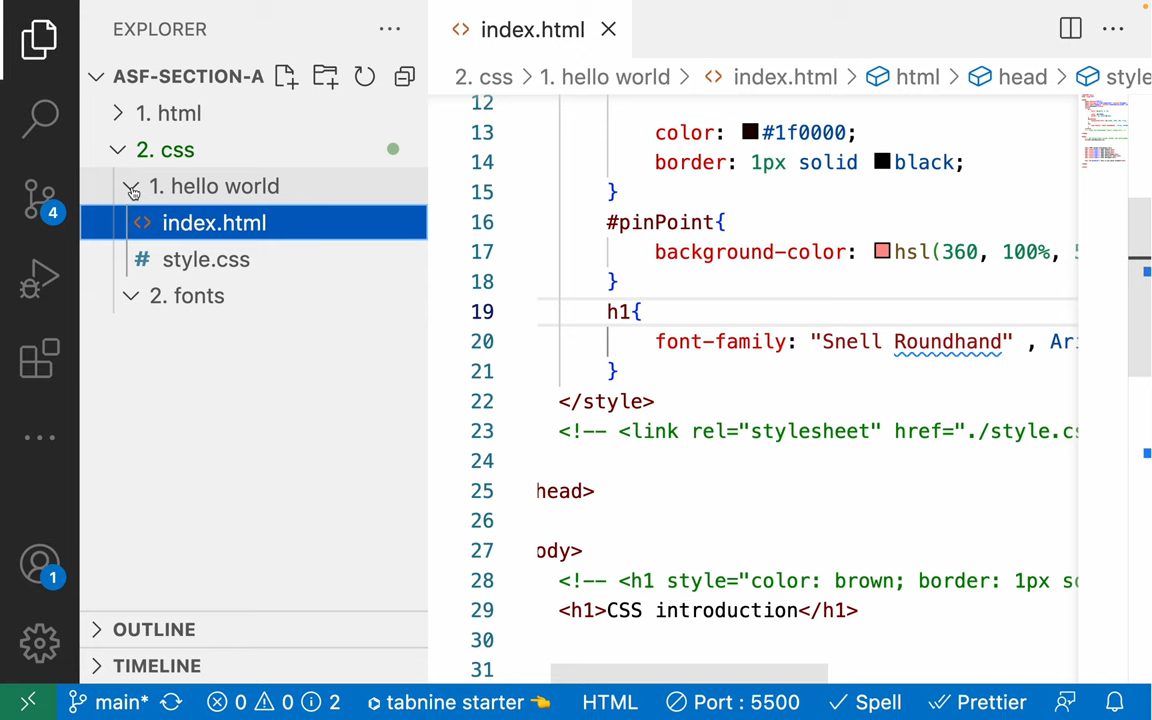 EXPLORER
ASF-SECTION-A
1. html
2. css
1. hello world
index.html
# style.css
2. fonts
OUTLINE
TIMELINE
4
1
index.html
2. css > 1. hello world > <> index.html > html > head > style
12
13 color: #1f0000;
14 border: 1px solid black;
15 }
16 #pinPoint{
17 background-color: hsl(360, 100%,
18 }
19 h1{
20 font-family: "Snell Roundhand" , Ari
21 }
22 </style>
23 <!-- <link rel="stylesheet" href="./style.cs
24
25 head>
26
27 ody>
28 <!-- <h1 style="color: brown; border: 1px so
29 <h1>CSS introduction</h1>
30
31
main* 0 0 2 tabnine starter 👈 HTML Port : 5500 Spell Prettier